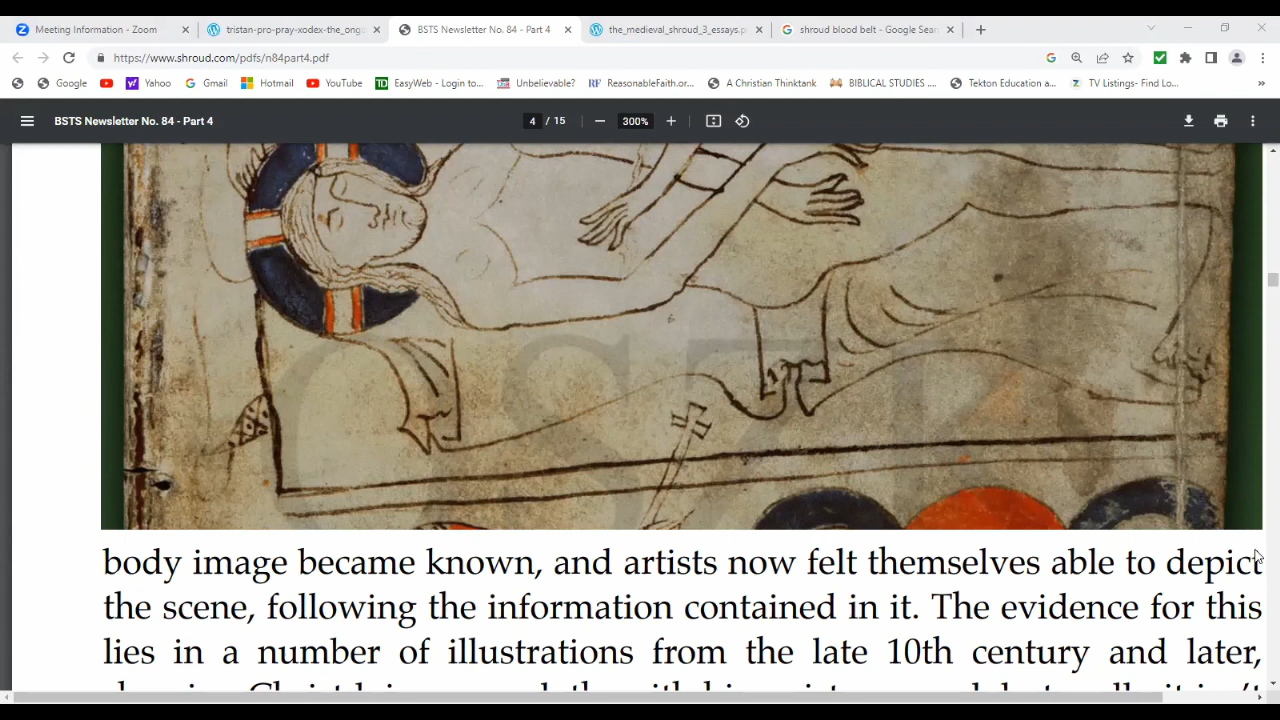 Meeting Information - Zoom
tristan-pro-pray-xodex-the_ong
BSTS Newsletter No. 84 - Part 4
the_medieval_shroud_3_essays.p
shroud blood belt - Google Sear
https://www.shroud.com/pdfs/n84part4.pdf
Google
Yahoo
Gmail
Hotmail
YouTube
TD EasyWeb - Login to...
Unbelievable?
RF ReasonableFaith.or...
A Christian Thinktank
BIBLICAL STUDIES ....
Tekton Education a...
TV Listings- Find Lo...
BSTS Newsletter No. 84 - Part 4
4 / 15
300%
OSZK
body image became known, and artists now felt themselves able to depict
the scene, following the information contained in it. The evidence for this
lies in a number of illustrations from the late 10th century and later,